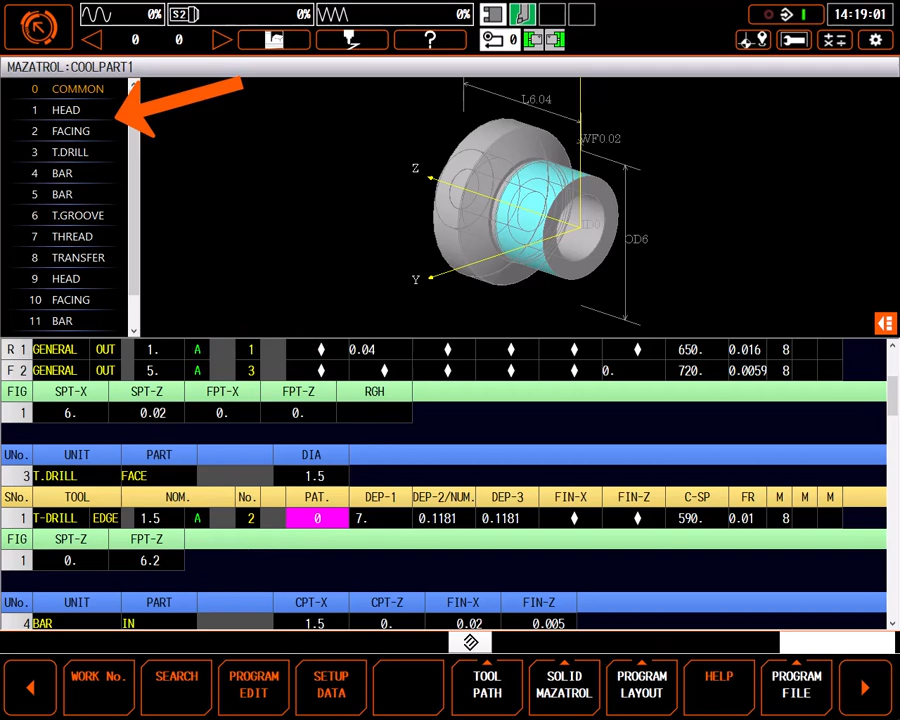 0% S2 0% 0% 14:19:01
0 0 ? 0
MAZATROL:COOLPART1
0 COMMON
1 HEAD
2 FACING
3 T.DRILL
4 BAR
5 BAR
6 T.GROOVE
7 THREAD
8 TRANSFER
9 HEAD
10 FACING
11 BAR
L6.04
WF0.02
Z
OD6
Y
R 1 GENERAL OUT 1. A 1 ♦ 0.04 ♦ ♦ ♦ ♦ 650. 0.016 8
F 2 GENERAL OUT 5. A 3 ♦ ♦ ♦ ♦ 0. 720. 0.0059 8
FIG SPT-X SPT-Z FPT-X FPT-Z RGH
1 6. 0.02 0. 0.
UNo. UNIT PART DIA
3 T.DRILL FACE 1.5
SNo. TOOL NOM. No. PAT. DEP-1 DEP-2/NUM. DEP-3 FIN-X FIN-Z C-SP FR M M M
1 T-DRILL EDGE 1.5 A 2 0 7. 0.1181 0.1181 ♦ ♦ 590. 0.01 8
FIG SPT-Z FPT-Z
1 0. 6.2
UNo. UNIT PART CPT-X CPT-Z FIN-X FIN-Z
4 BAR IN 1.5 0. 0.02 0.005
WORK No. SEARCH PROGRAM EDIT SETUP DATA TOOL PATH SOLID MAZATROL PROGRAM LAYOUT HELP PROGRAM FILE